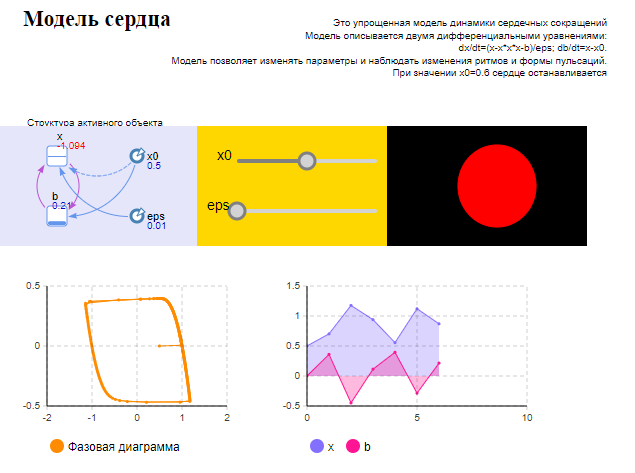 Модель сердца
Это упрощенная модель динамики сердечных сокращений
Модель описывается двумя дифференциальными уравнениями:
dx/dt=(x-x*x*x-b)/eps; db/dt=x-x0.
Модель позволяет изменять параметры и наблюдать изменения ритмов и формы пульсаций.
При значении x0=0.6 сердце останавливается
Структура активного объекта
x
-1.094
x0
0.5
b
0.21
eps
0.01
x0
eps
0.5
0
-0.5
-2 -1 0 1 2
Фазовая диаграмма
1.5
1
0.5
0
-0.5
0 5 10
x b